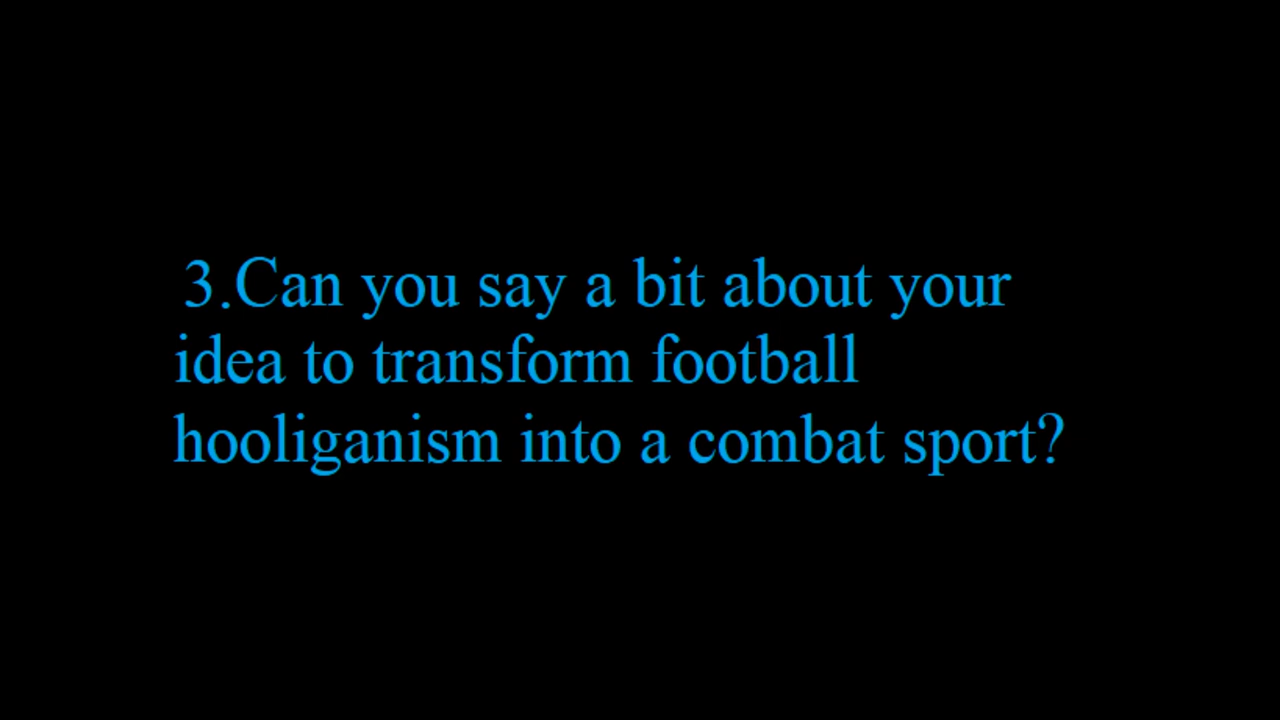 3.Can you say a bit about your
idea to transform football
hooliganism into a combat sport?